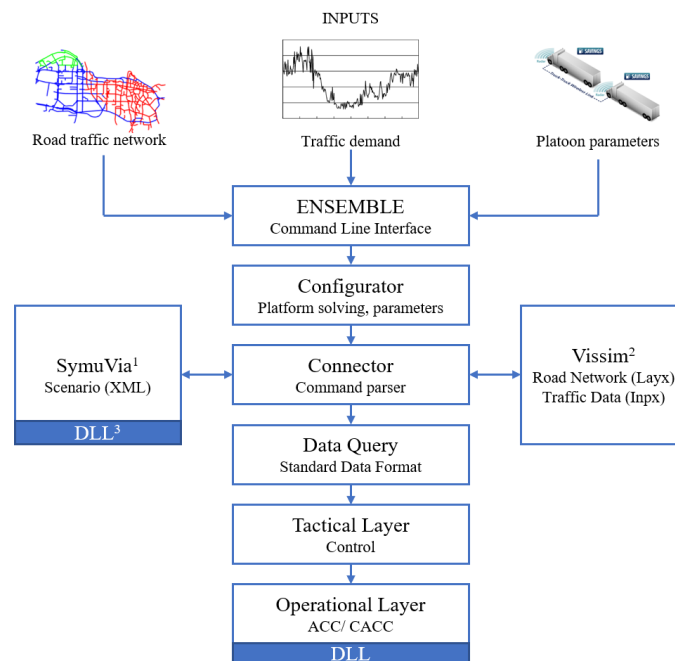 INPUTS
SAVINGS
SAVINGS
Road traffic network
Traffic demand
Platoon parameters
ENSEMBLE
Command Line Interface
Configurator
Platform solving, parameters
SymuVia¹
Scenario (XML)
DLL³
Connector
Command parser
Vissim²
Road Network (Layx)
Traffic Data (Inpx)
Data Query
Standard Data Format
Tactical Layer
Control
Operational Layer
ACC/ CACC
DLL